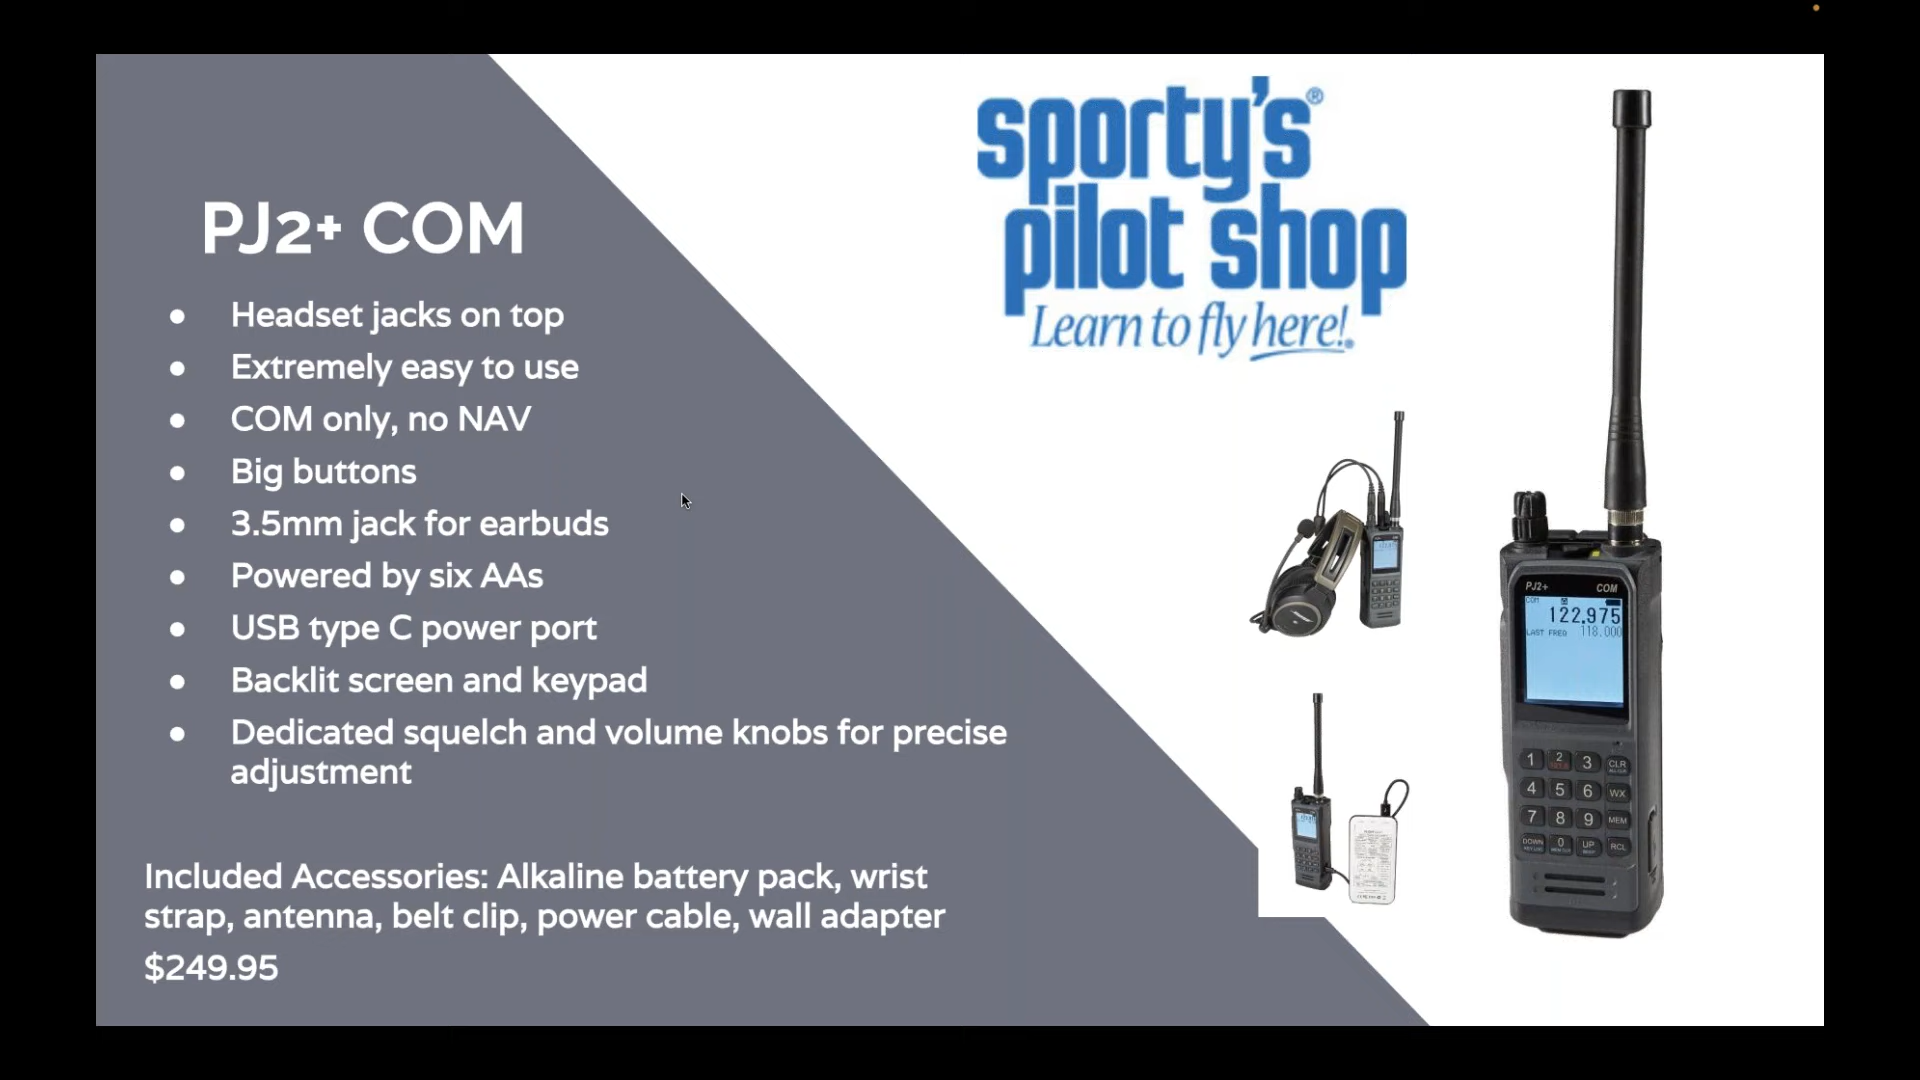 sporty's®
pilot shop
Learn to fly here!®
PJ2+ COM
● Headset jacks on top
● Extremely easy to use
● COM only, no NAV
● Big buttons
● 3.5mm jack for earbuds
● Powered by six AAs
● USB type C power port
● Backlit screen and keypad
● Dedicated squelch and volume knobs for precise
adjustment
Included Accessories: Alkaline battery pack, wrist
strap, antenna, belt clip, power cable, wall adapter
$249.95
PJ2+ COM
COM
122.975
LAST FREQ 118.000
1 2 3 CLR
4 5 6 WX
7 8 9 MEM
DOWN 0 UP RCL